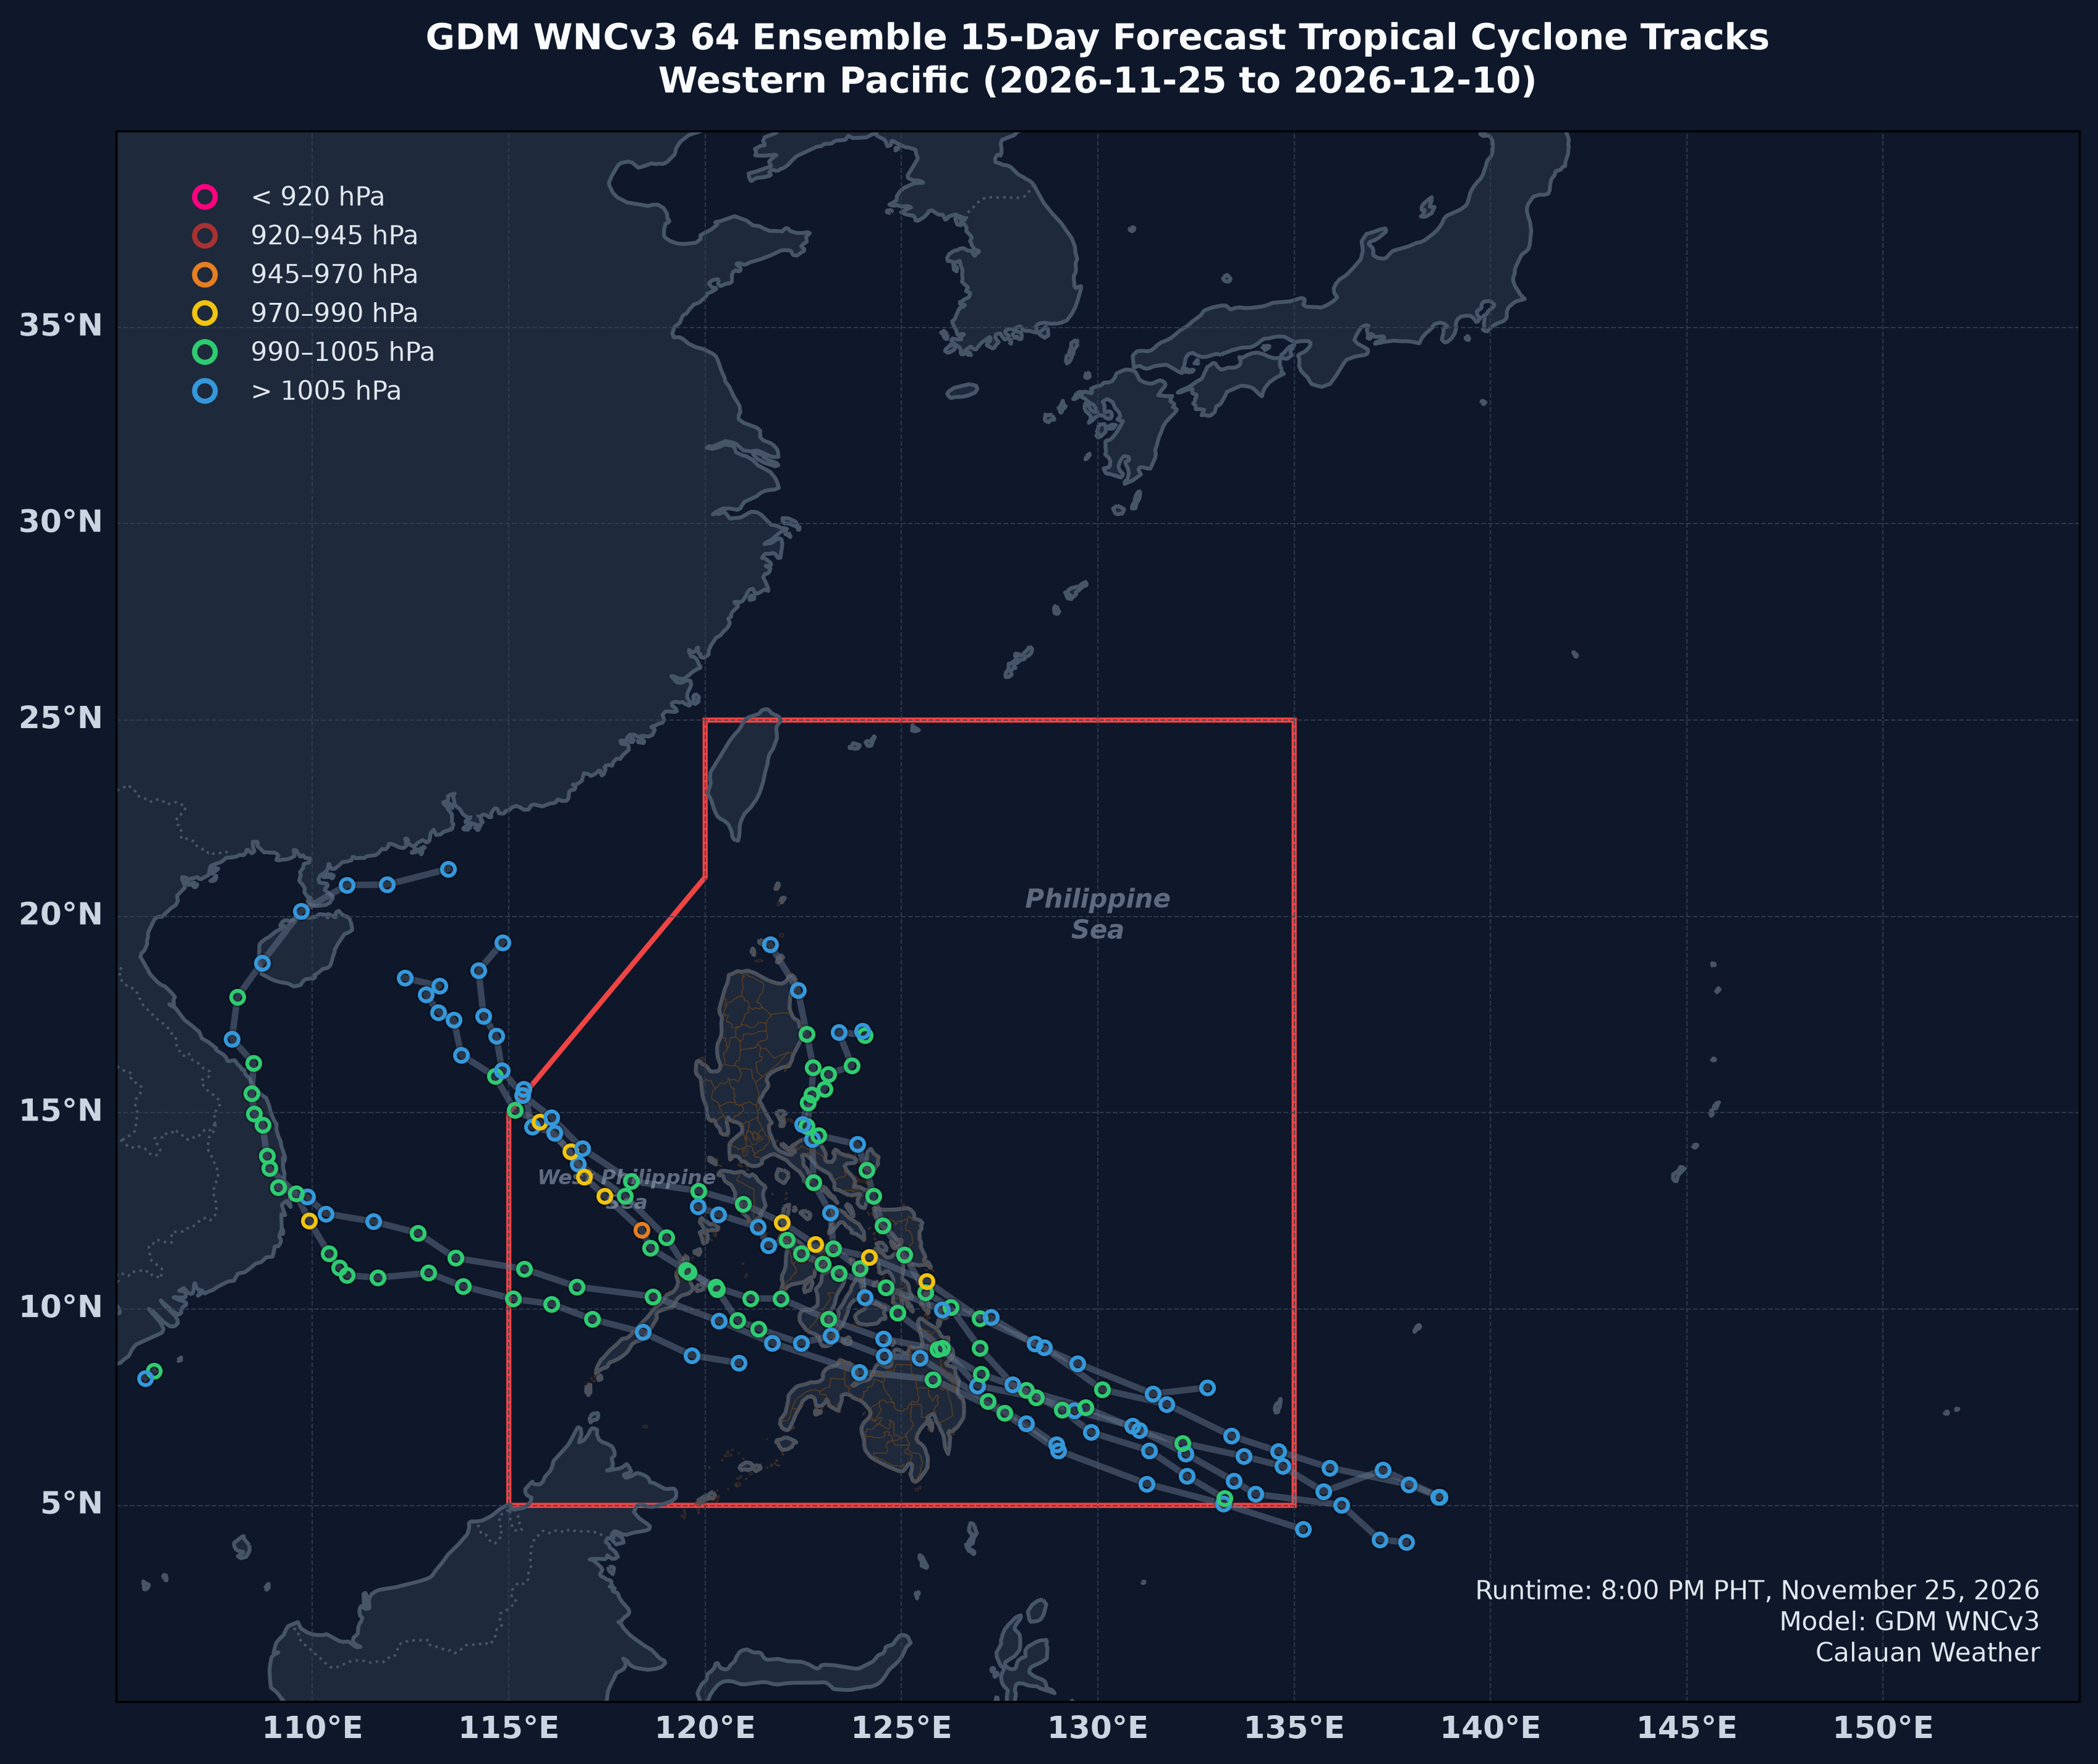 GDM WNCv3 64 Ensemble 15-Day Forecast Tropical Cyclone Tracks
Western Pacific (2026-11-25 to 2026-12-10)
< 920 hPa
920–945 hPa
945–970 hPa
970–990 hPa
990–1005 hPa
> 1005 hPa
35°N
30°N
25°N
20°N
15°N
10°N
5°N
Philippine
Sea
West Philippine
Sea
Runtime: 8:00 PM PHT, November 25, 2026
Model: GDM WNCv3
Calauan Weather
110°E
115°E
120°E
125°E
130°E
135°E
140°E
145°E
150°E